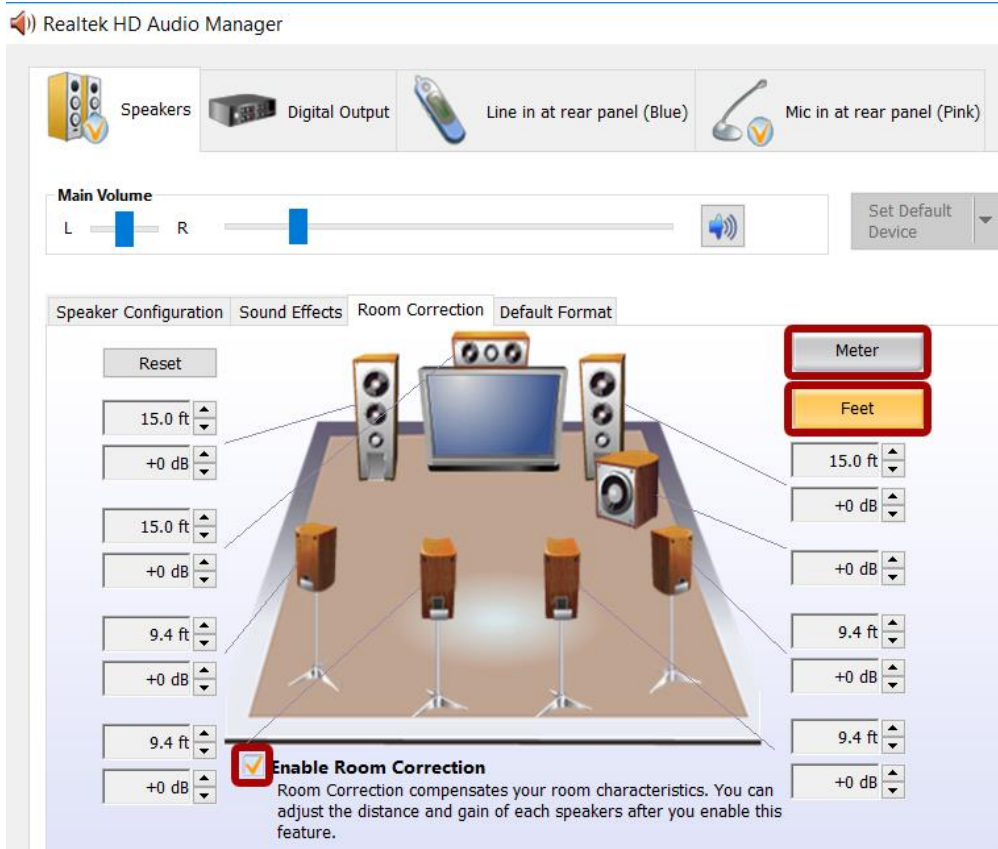 Realtek HD Audio Manager
Speakers
Digital Output
Line in at rear panel (Blue)
Mic in at rear panel (Pink)
Main Volume
L
R
Set Default
Device
Speaker Configuration
Sound Effects
Room Correction
Default Format
Reset
15.0 ft
+0 dB
15.0 ft
+0 dB
9.4 ft
+0 dB
9.4 ft
+0 dB
Meter
Feet
15.0 ft
+0 dB
+0 dB
9.4 ft
+0 dB
9.4 ft
+0 dB
Enable Room Correction
Room Correction compensates your room characteristics. You can
adjust the distance and gain of each speakers after you enable this
feature.